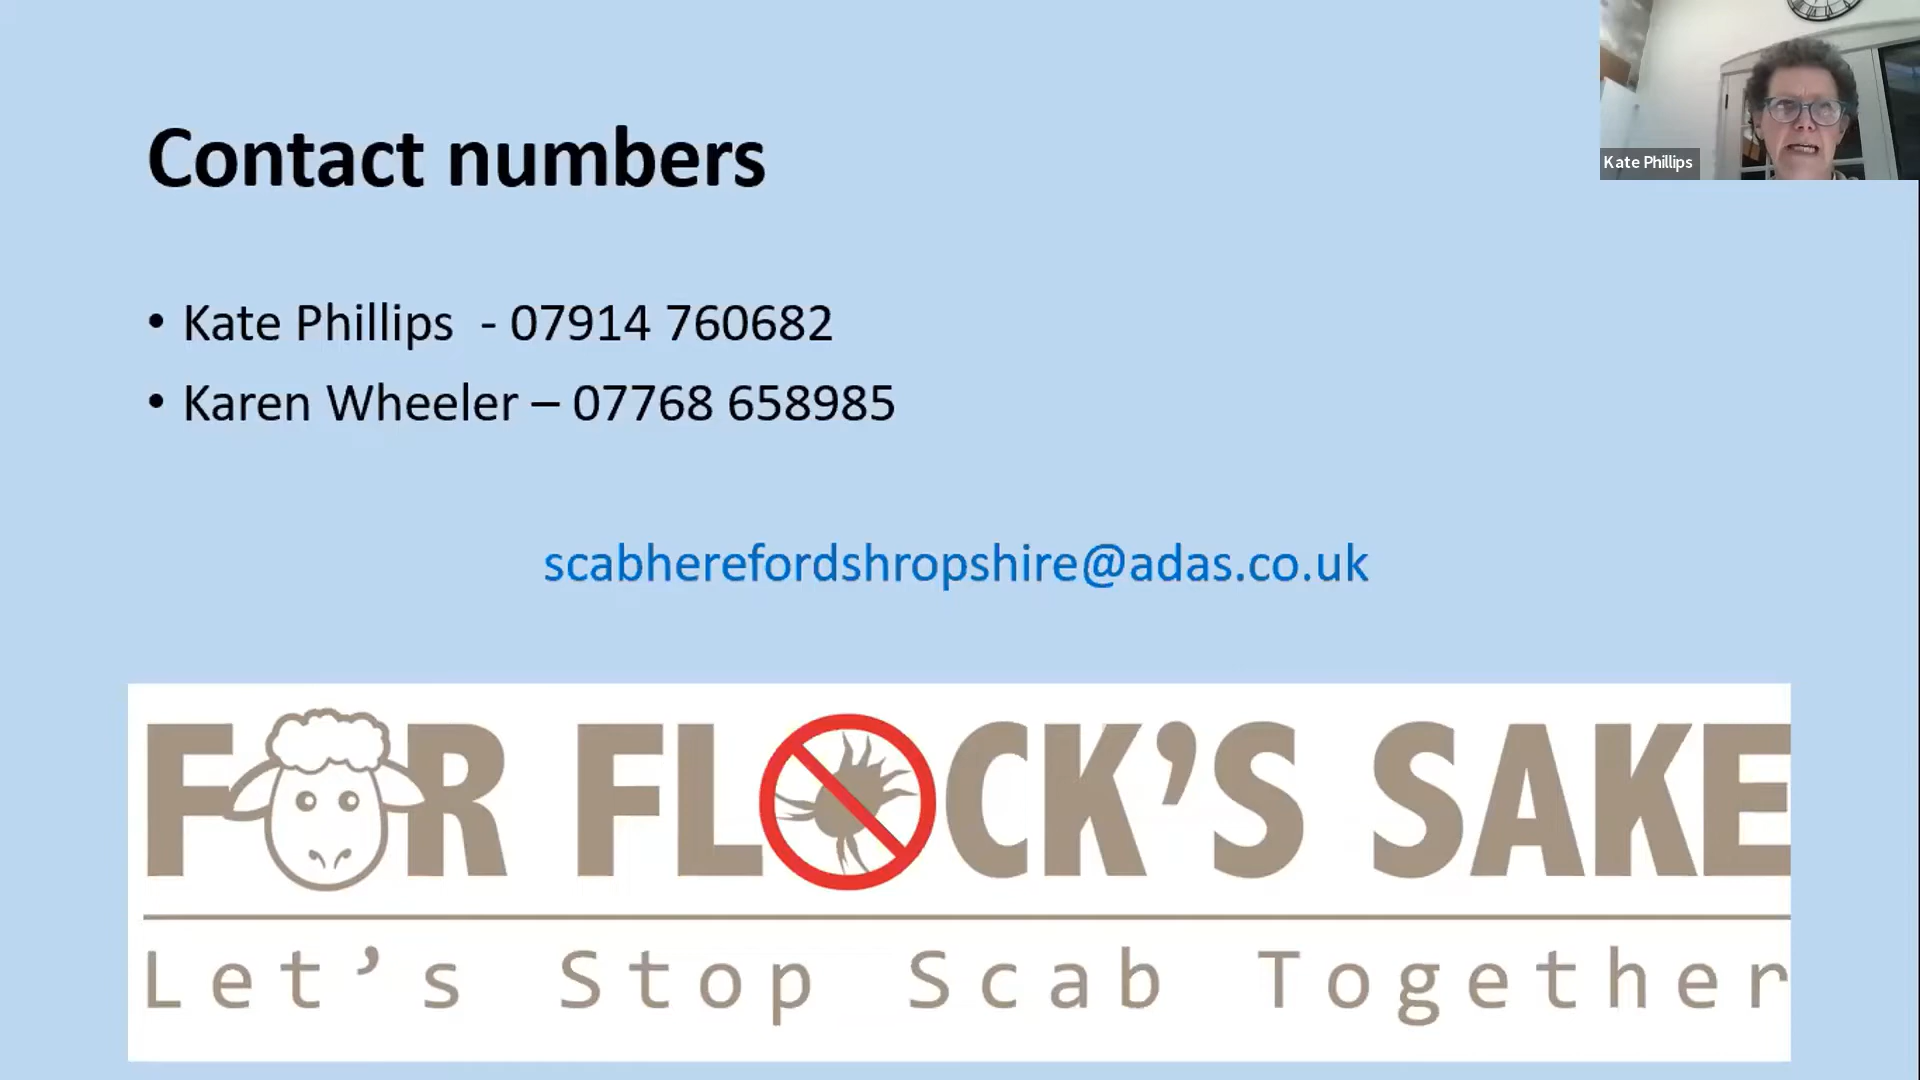 Contact numbers
Kate Phillips
• Kate Phillips - 07914 760682
• Karen Wheeler – 07768 658985
scabherefordshropshire@adas.co.uk
FOR FLOCK'S SAKE
Let's Stop Scab Together